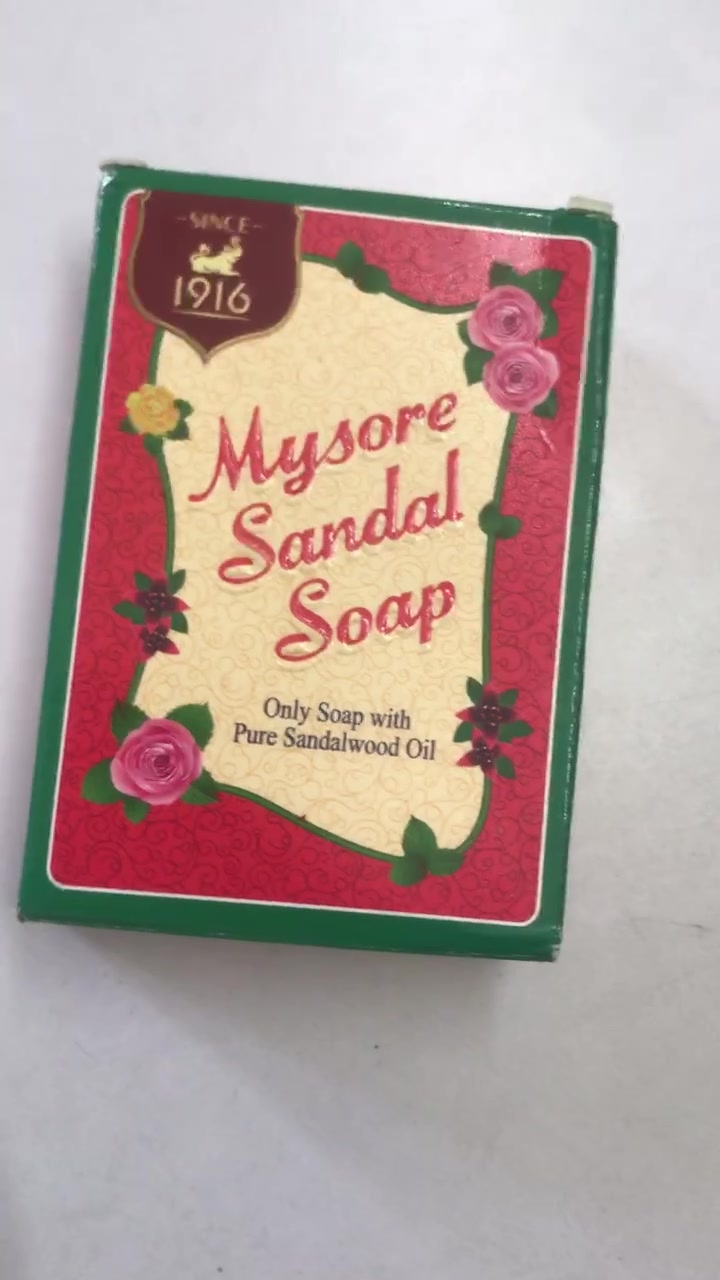 -SINCE-
1916
Mysore
Sandal
Soap
Only Soap with
Pure Sandalwood Oil